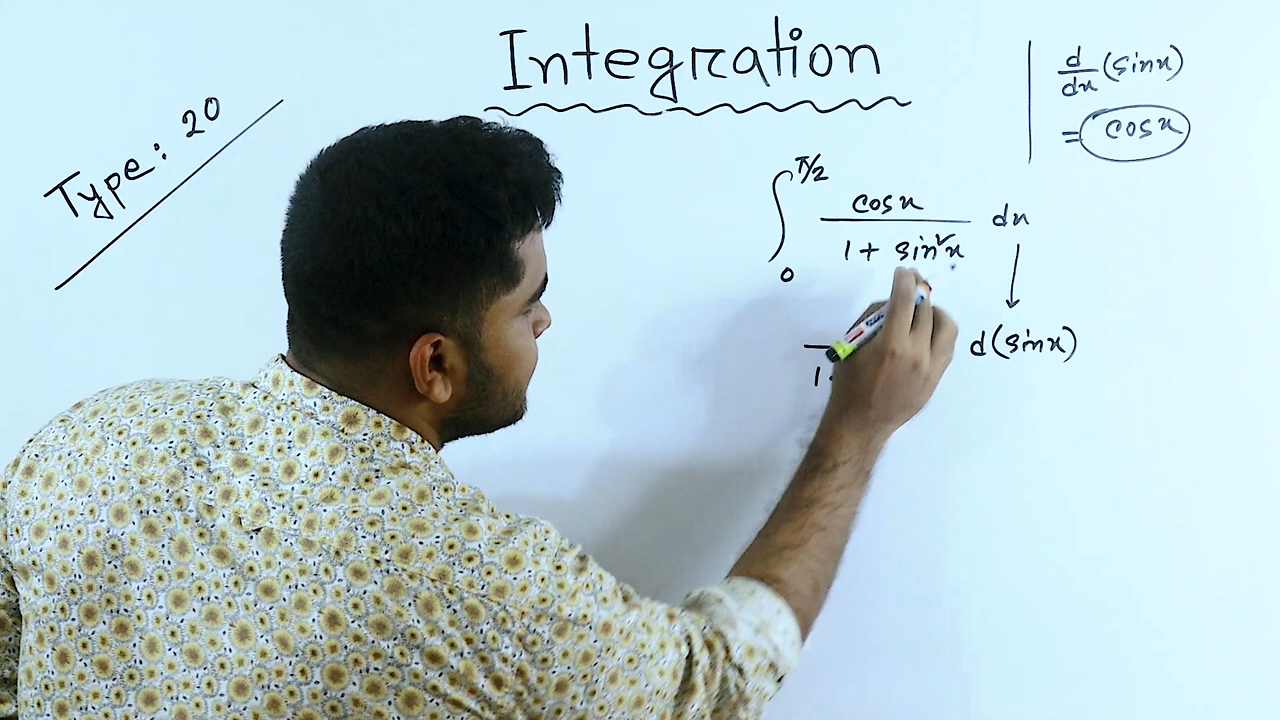 Integration
Type: 20
d/dx (sinx)
= cosx
∫₀^π/2 cosx / 1 + sin²x dx
1 d(sinx)